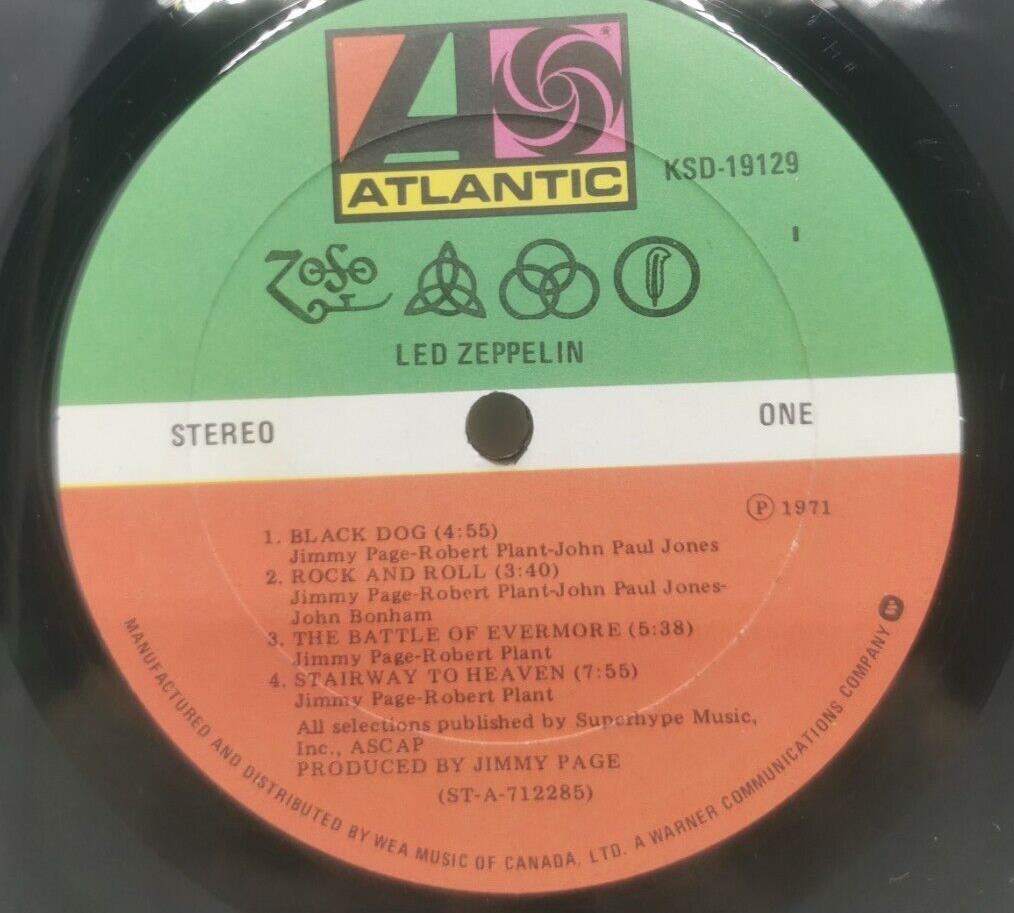 ATLANTIC
KSD-19129
LED ZEPPELIN
STEREO
ONE
Ⓟ 1971
1. BLACK DOG (4:55)
Jimmy Page-Robert Plant-John Paul Jones
2. ROCK AND ROLL (3:40)
Jimmy Page-Robert Plant-John Paul Jones-
John Bonham
3. THE BATTLE OF EVERMORE (5:38)
Jimmy Page-Robert Plant
4. STAIRWAY TO HEAVEN (7:55)
Jimmy Page-Robert Plant
All selections published by Superhype Music,
Inc., ASCAP
PRODUCED BY JIMMY PAGE
(ST-A-712285)
MANUFACTURED AND DISTRIBUTED BY WEA MUSIC OF CANADA, LTD. A WARNER COMMUNICATIONS COMPANY